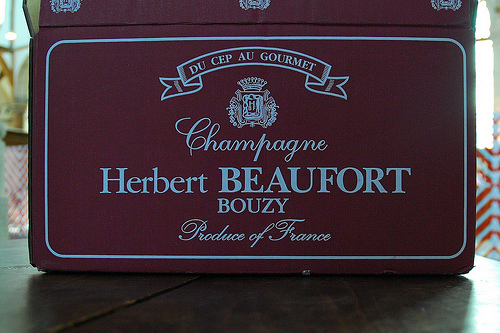 DU CEP AU GOURMET
Champagne
Herbert BEAUFORT
BOUZY
Produce of France